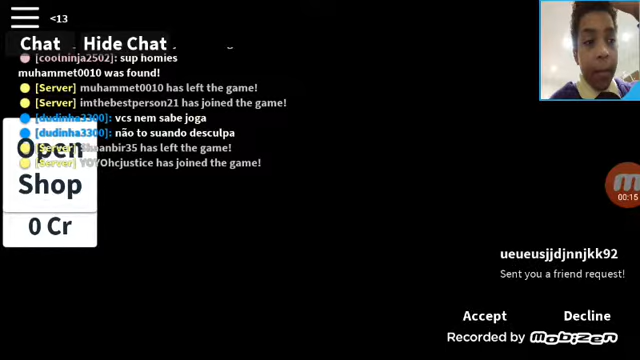 <13
Chat Hide Chat
[coolninja2502]: sup homies
muhammet0010 was found!
[Server] muhammet0010 has left the game!
[Server] imthebestperson21 has joined the game!
[dudinha3300]: vcs nem sabe joga
[dudinha3300]: não to suando desculpa
Open
[Server] has left the game!
[Server] YOYOhcjustice has joined the game!
Shop
0 Cr
00:15
ueueusjjdjnnjkk92
Sent you a friend request!
Accept Decline
Recorded by mobizen